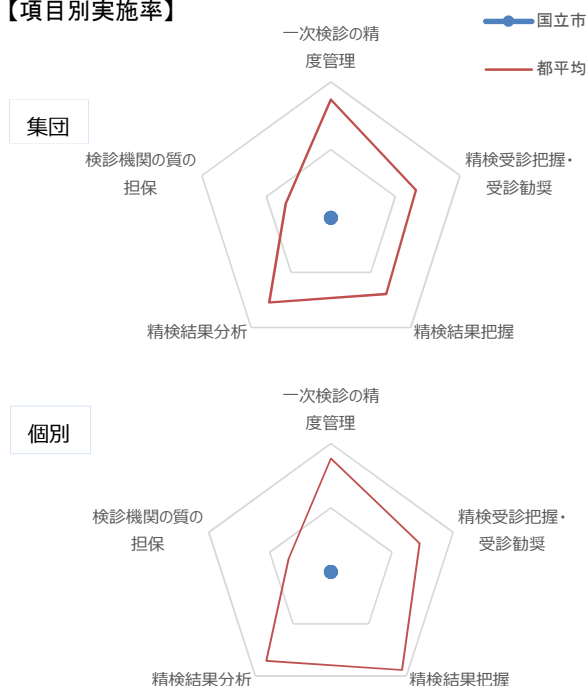 【項目別実施率】
国立市
都平均
集団
一次検診の精
度管理
精検受診把握・
受診勧奨
精検結果把握
精検結果分析
検診機関の質の
担保
個別
一次検診の精
度管理
精検受診把握・
受診勧奨
精検結果把握
精検結果分析
検診機関の質の
担保